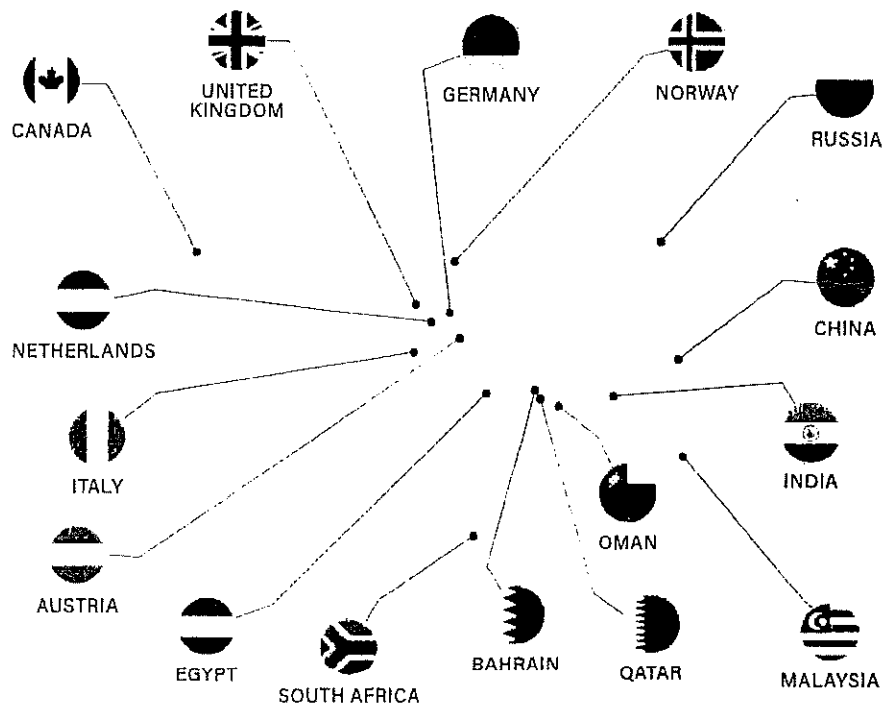 CANADA
UNITED
KINGDOM
GERMANY
NORWAY
RUSSIA
NETHERLANDS
CHINA
ITALY
INDIA
OMAN
AUSTRIA
EGYPT
SOUTH AFRICA
BAHRAIN
QATAR
MALAYSIA